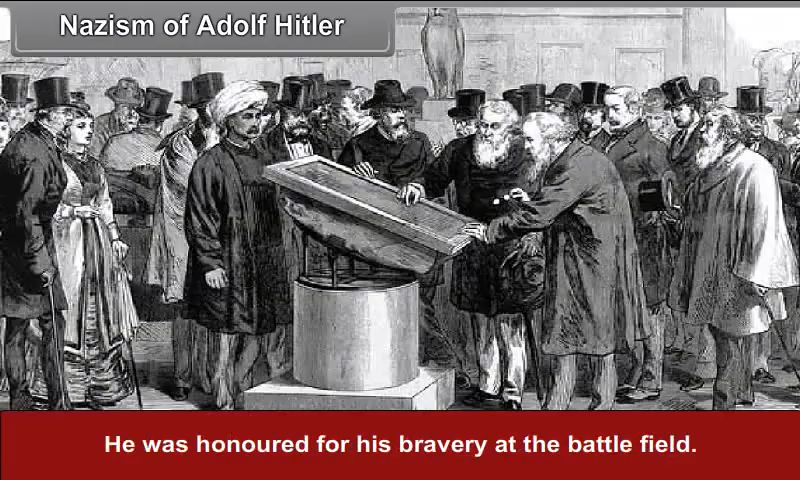 Nazism of Adolf Hitler
He was honoured for his bravery at the battle field.